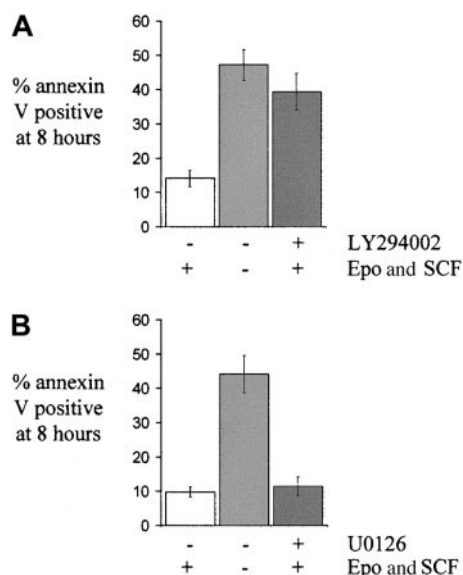 A
% annexin
V positive
at 8 hours
60
50
40
30
20
10
0
- - + LY294002
+ - + Epo and SCF
B
% annexin
V positive
at 8 hours
60
50
40
30
20
10
0
- - + U0126
+ - + Epo and SCF